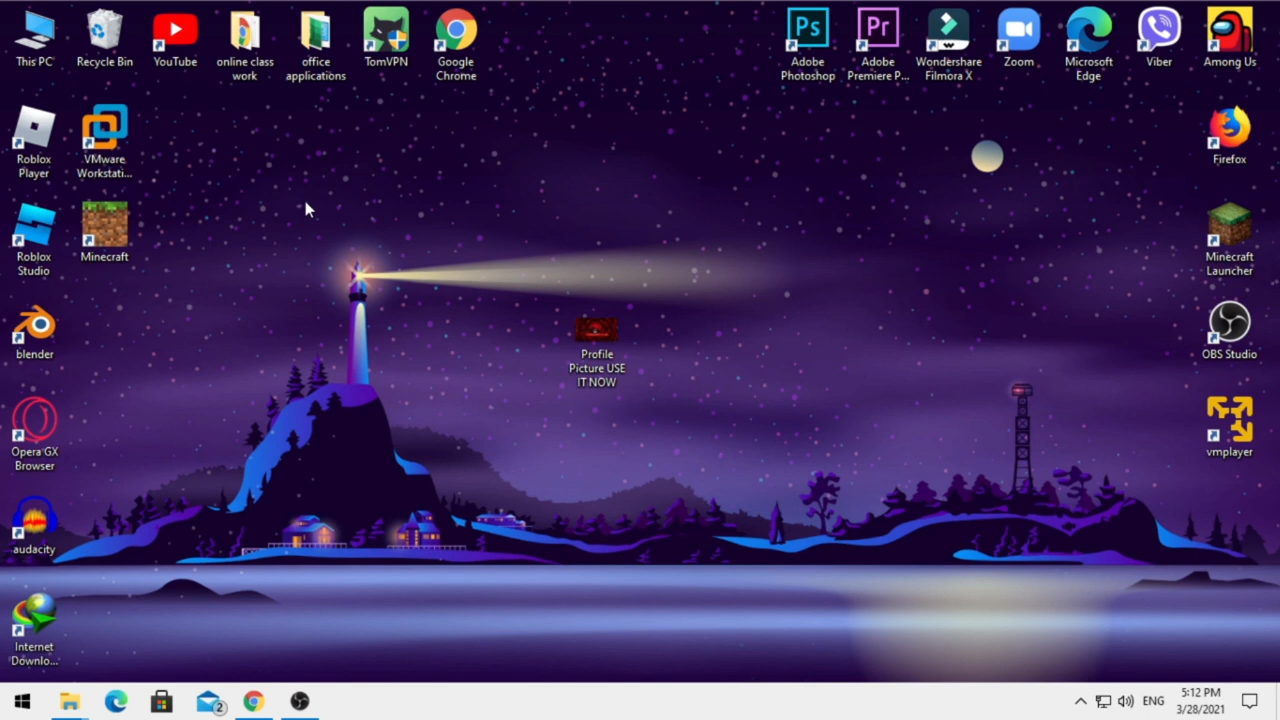 This PC
Recycle Bin
YouTube
online class
work
office
applications
TomVPN
Google
Chrome
Ps
Adobe
Photoshop
Pr
Adobe
Premiere P...
Wondershare
Filmora X
Zoom
Microsoft
Edge
Viber
Among Us
Roblox
Player
VMware
Workstati...
Firefox
Roblox
Studio
Minecraft
Minecraft
Launcher
blender
Profile
Picture USE
IT NOW
OBS Studio
Opera GX
Browser
vmplayer
audacity
Internet
Downlo...
2
ENG
5:12 PM
3/28/2021